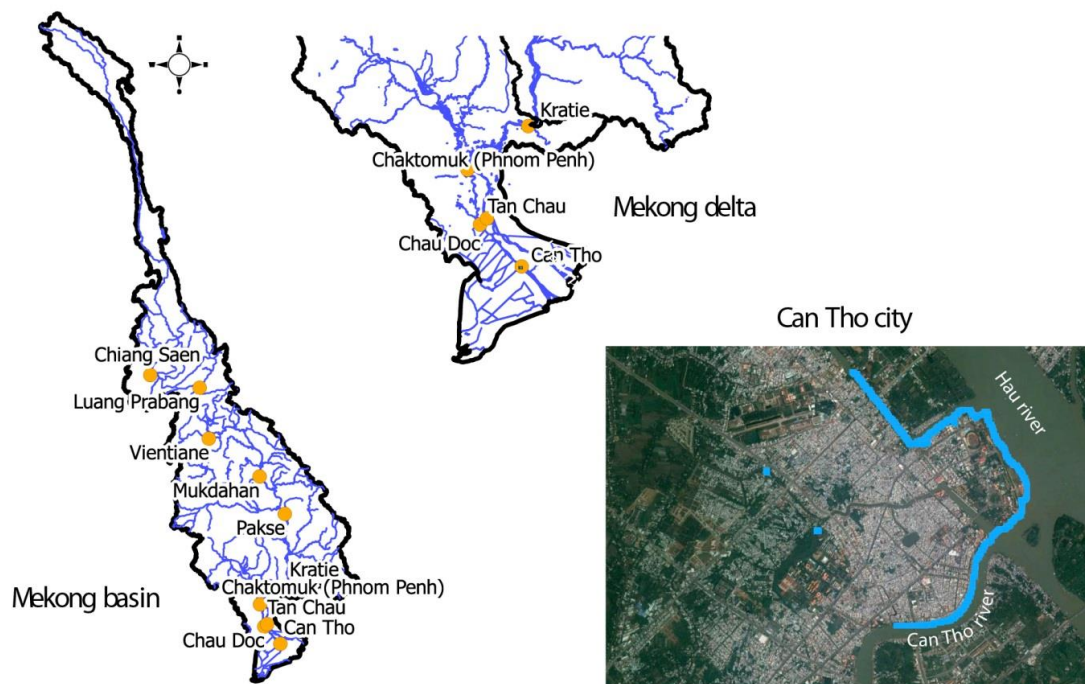 Kratie
Chaktomuk (Phnom Penh)
Tan Chau
Mekong delta
Chau Doc
Can Tho
Can Tho city
Chiang Saen
Luang Prabang
Vientiane
Mukdahan
Pakse
Kratie
Chaktomuk (Phnom Penh)
Tan Chau
Can Tho
Chau Doc
Mekong basin
Hau river
Can Tho river